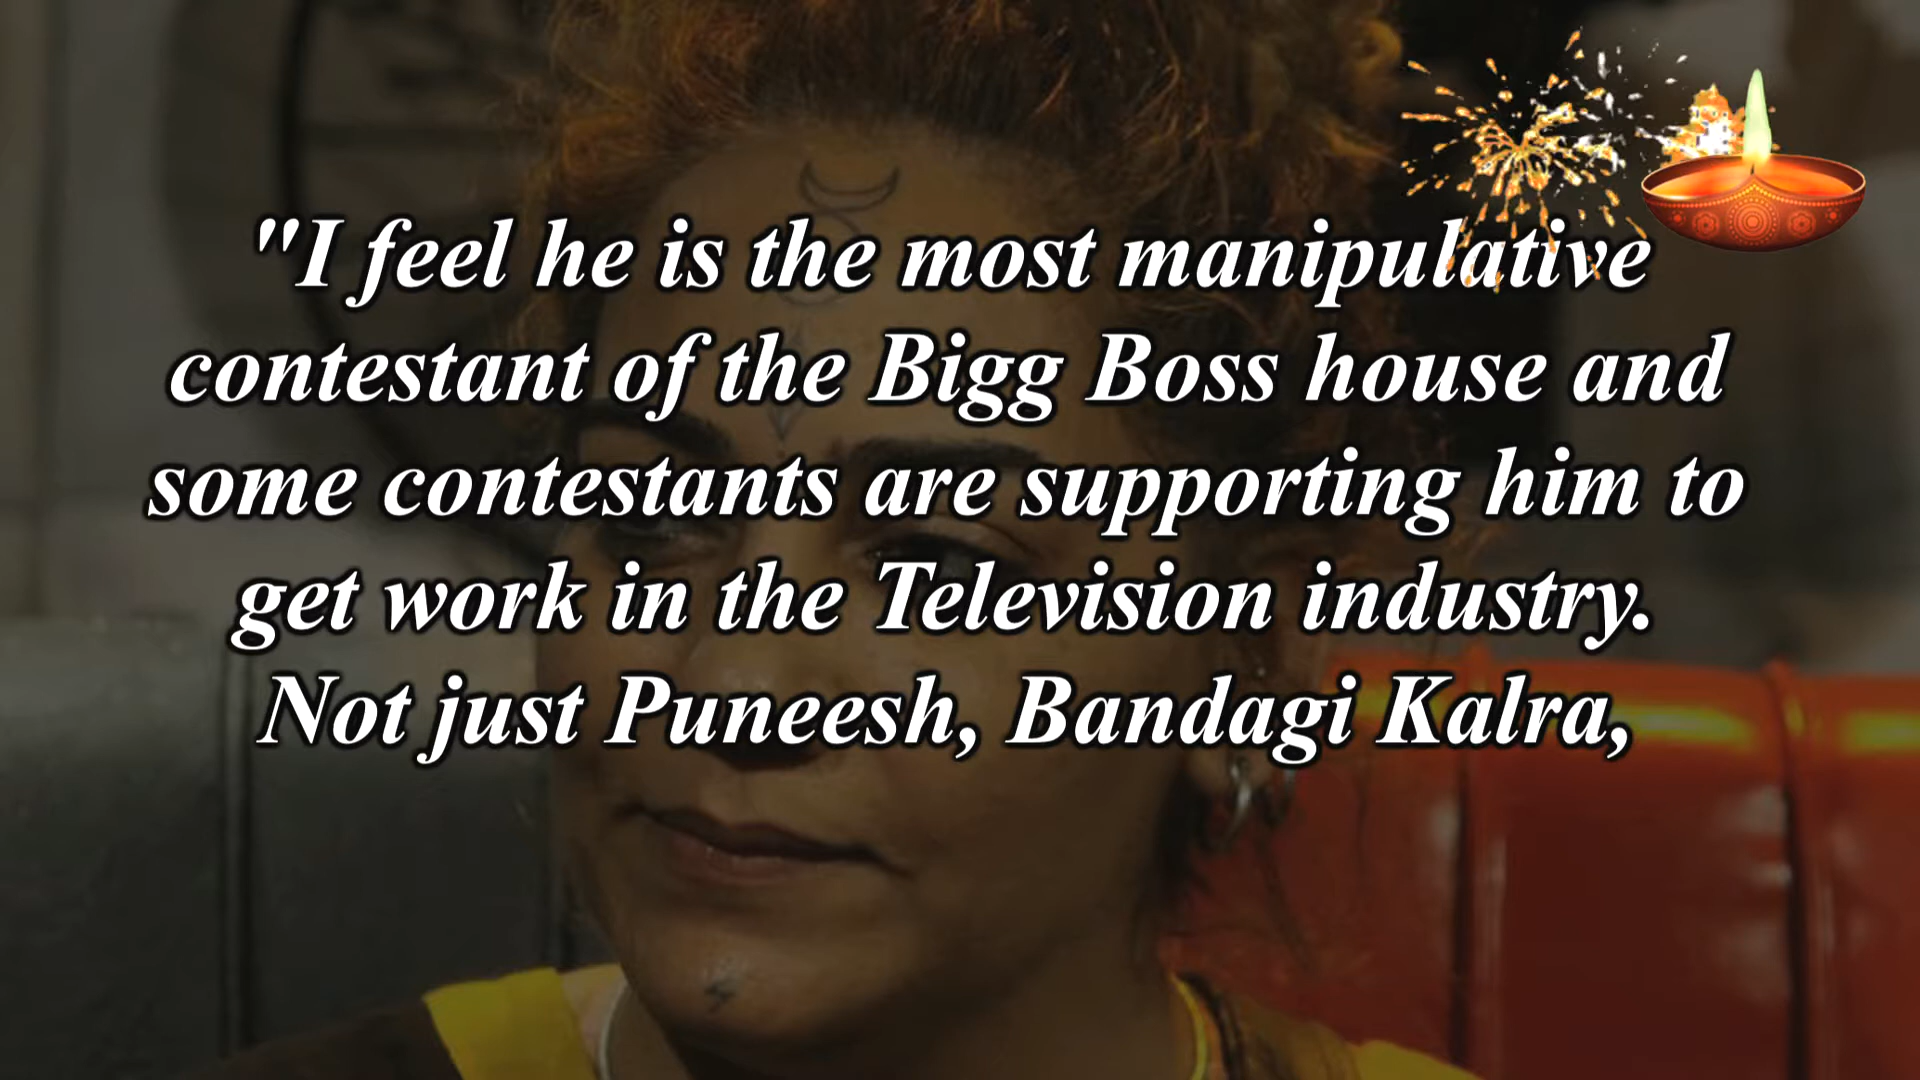 "I feel he is the most manipulative
contestant of the Bigg Boss house and
some contestants are supporting him to
get work in the Television industry.
Not just Puneesh, Bandagi Kalra,